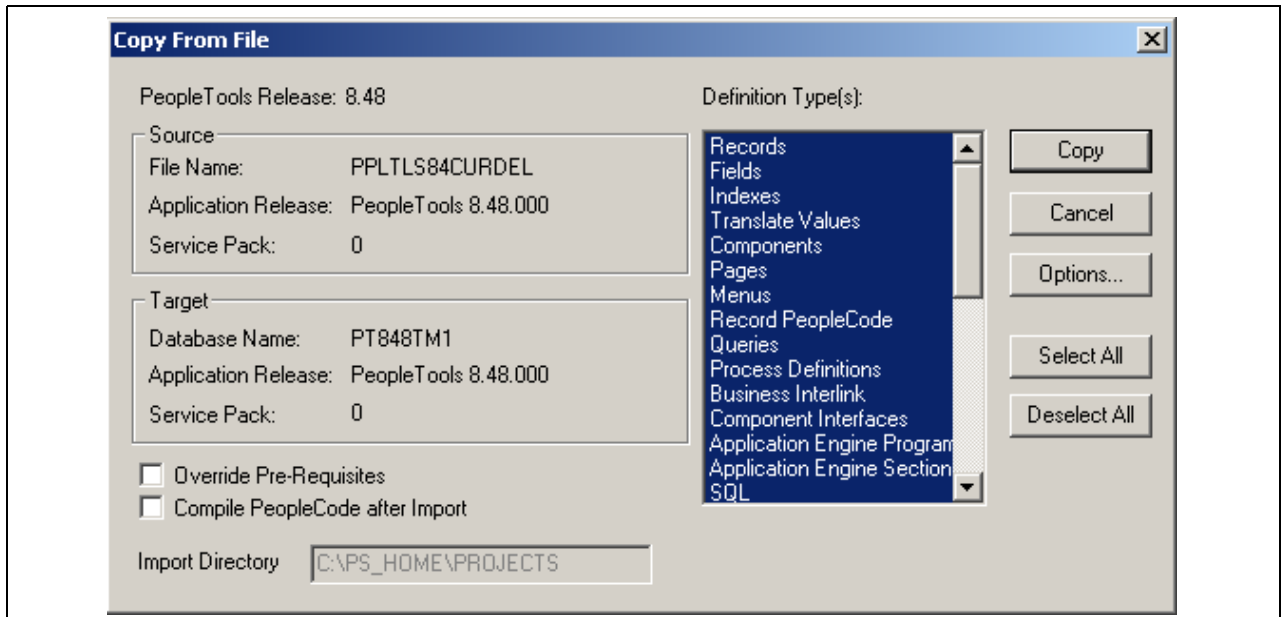 Copy From File
PeopleTools Release: 8.48
Source
File Name: PPLTLS84CURDEL
Application Release: PeopleTools 8.48.000
Service Pack: 0
Target
Database Name: PT848TM1
Application Release: PeopleTools 8.48.000
Service Pack: 0
Override Pre-Requisites
Compile PeopleCode after Import
Import Directory C:\PS_HOME\PROJECTS
Definition Type(s):
Records
Fields
Indexes
Translate Values
Components
Pages
Menus
Record PeopleCode
Queries
Process Definitions
Business Interlink
Component Interfaces
Application Engine Program
Application Engine Section
SQL
Copy
Cancel
Options...
Select All
Deselect All